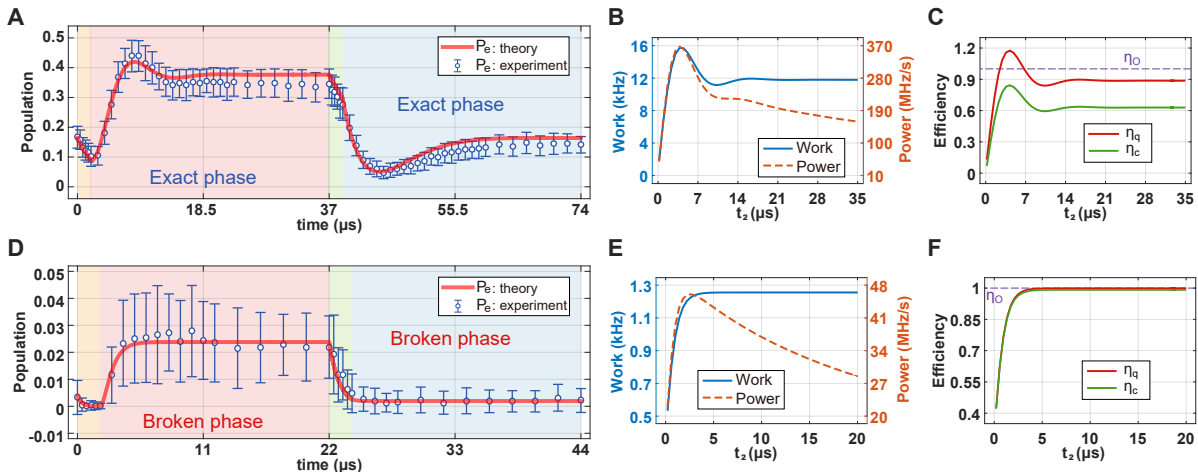 A
Population
0.5
0.4
0.3
0.2
0.1
0
Pₑ: theory
Pₑ: experiment
Exact phase
Exact phase
0
18.5
37
55.5
74
time (μs)
B
Work (kHz)
16
12
8
4
0
370
280
190
100
10
Power (MHz/s)
Work
Power
0
7
14
21
28
35
t₂ (μs)
C
Efficiency
1.2
0.9
0.6
0.3
0
η_O
η_q
η_c
0
7
14
21
28
35
t₂ (μs)
D
Population
0.05
0.04
0.03
0.02
0.01
0
-0.01
Pₑ: theory
Pₑ: experiment
Broken phase
Broken phase
0
11
22
33
44
time (μs)
E
Work (kHz)
1.3
1.1
0.9
0.7
0.5
48
41
34
27
20
Power (MHz/s)
Work
Power
0
5
10
15
20
t₂ (μs)
F
Efficiency
1
0.85
0.7
0.55
0.4
η_O
η_q
η_c
0
5
10
15
20
t₂ (μs)